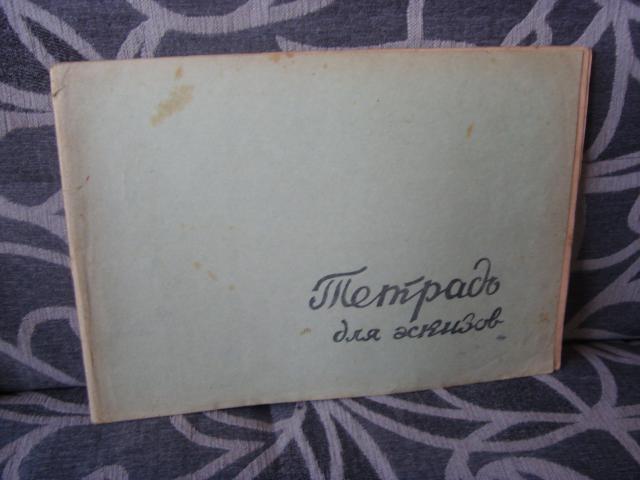 Тетрадь
для эскизов